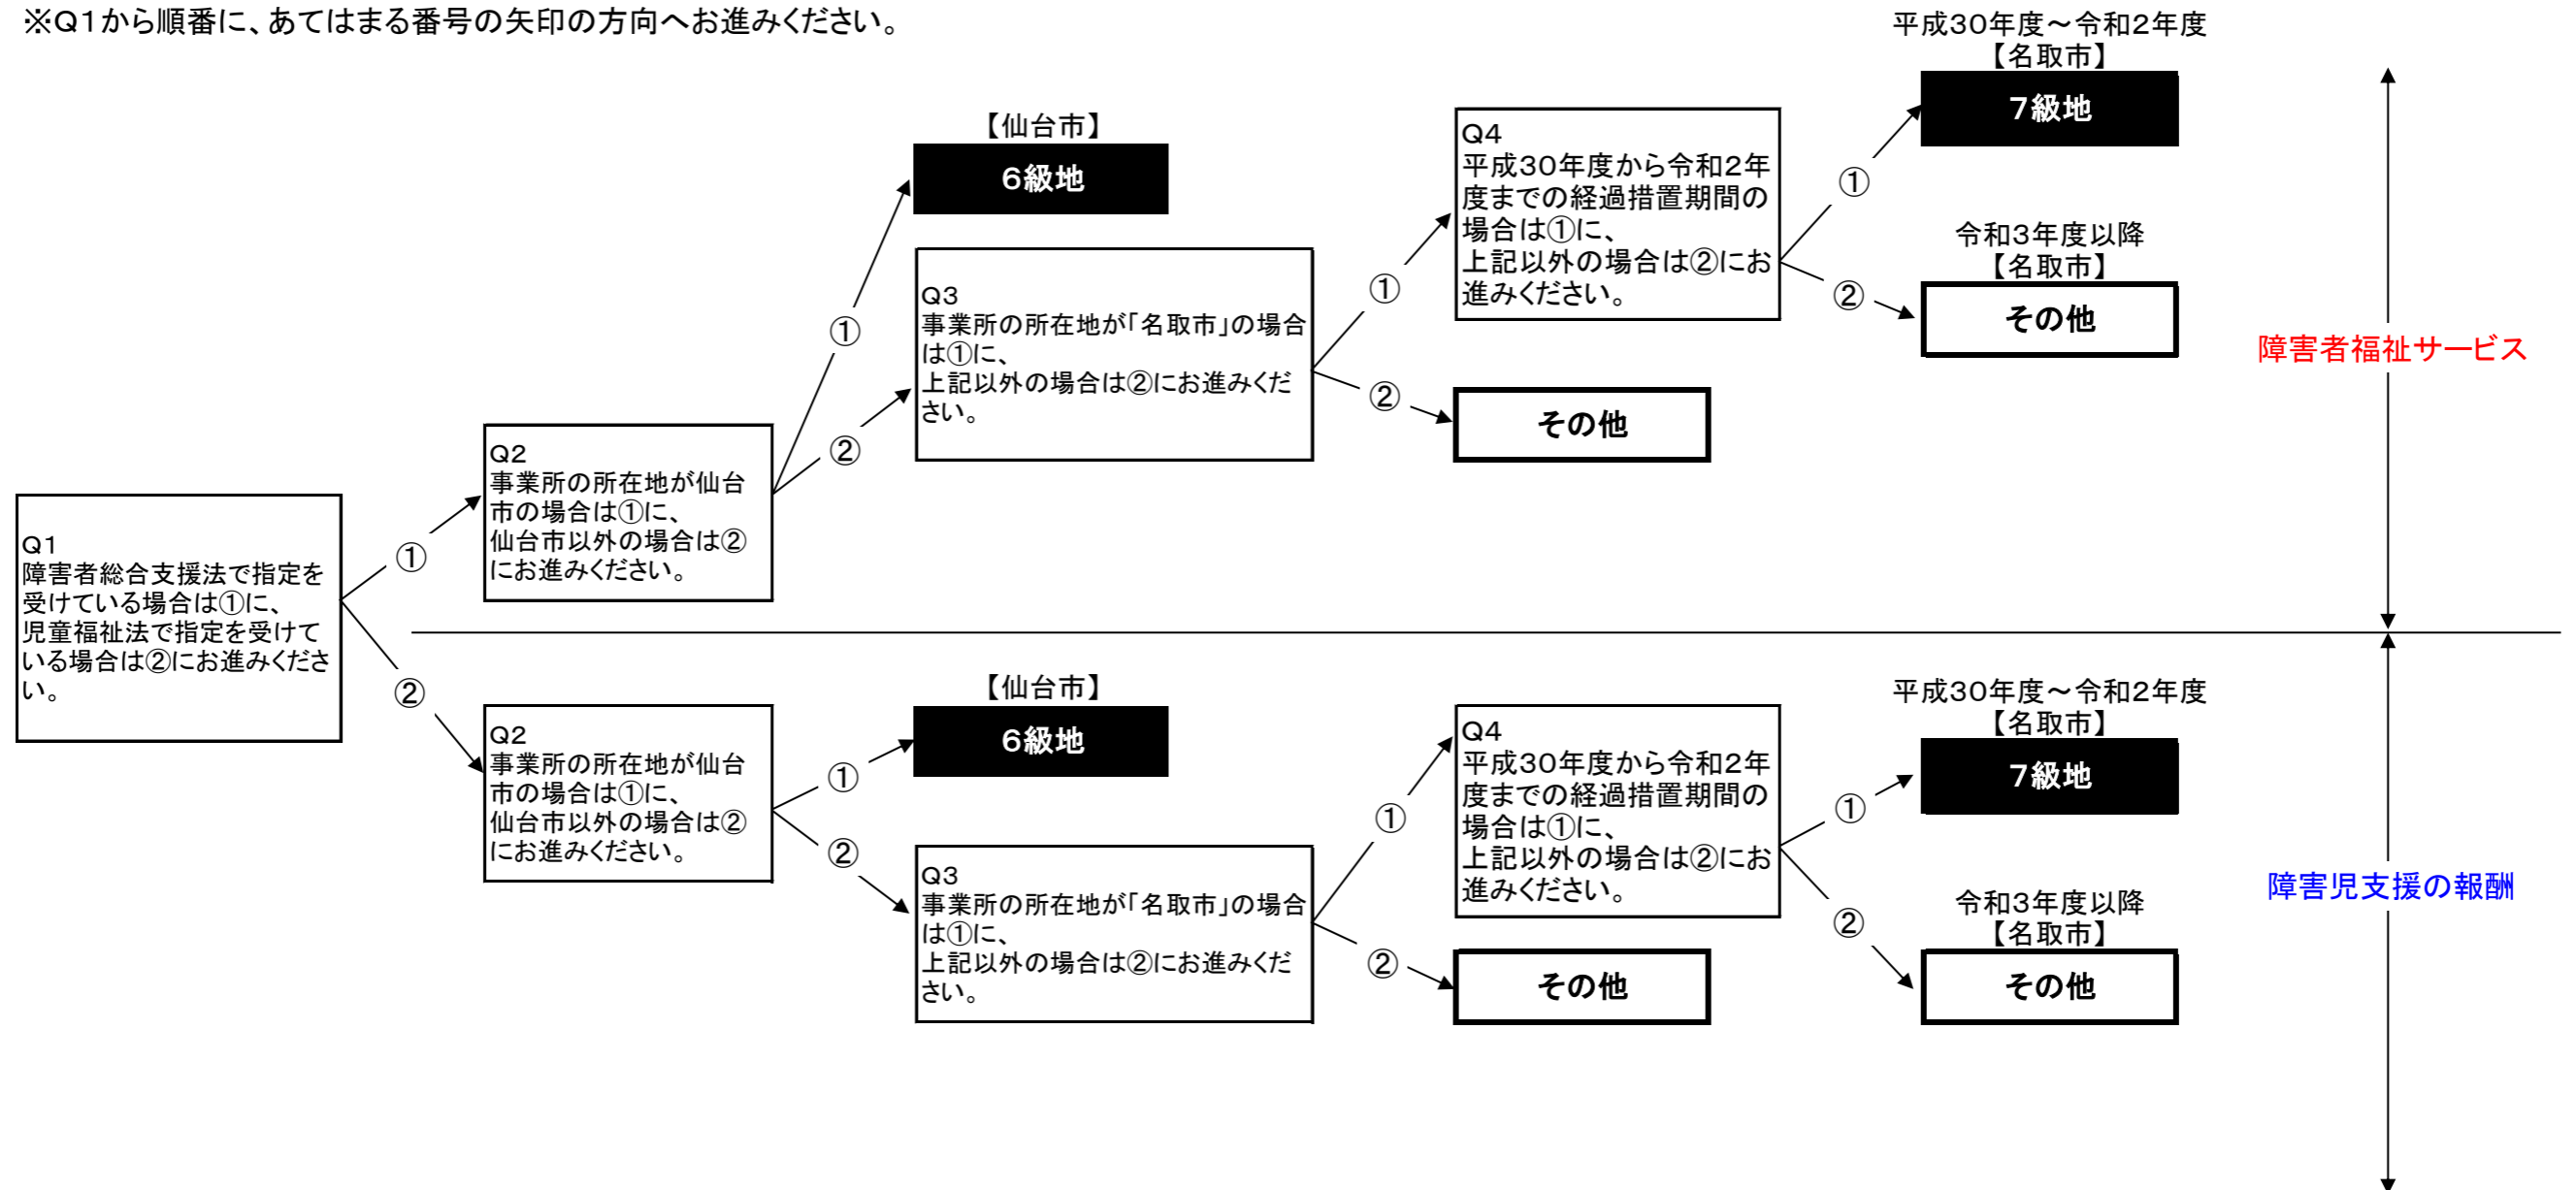 ※Q1から順番に、あてはまる番号の矢印の方向へお進みください。
平成30年度～令和2年度
【名取市】
7級地
【仙台市】
6級地
①
①
Q4
平成30年度から令和2年
度までの経過措置期間の
場合は①に、
上記以外の場合は②にお
進みください。
令和3年度以降
【名取市】
その他
②
①
Q3
事業所の所在地が「名取市」の場合
は①に、
上記以外の場合は②にお進みくだ
さい。
②
その他
②
Q2
事業所の所在地が仙台
市の場合は①に、
仙台市以外の場合は②
にお進みください。
①
障害者福祉サービス
Q1
障害者総合支援法で指定を
受けている場合は①に、
児童福祉法で指定を受けて
いる場合は②にお進みくださ
い。
②
Q2
事業所の所在地が仙台
市の場合は①に、
仙台市以外の場合は②
にお進みください。
【仙台市】
6級地
①
②
Q3
事業所の所在地が「名取市」の場合
は①に、
上記以外の場合は②にお進みくだ
さい。
①
②
その他
Q4
平成30年度から令和2年
度までの経過措置期間の
場合は①に、
上記以外の場合は②にお
進みください。
平成30年度～令和2年度
【名取市】
7級地
①
②
令和3年度以降
【名取市】
その他
障害児支援の報酬